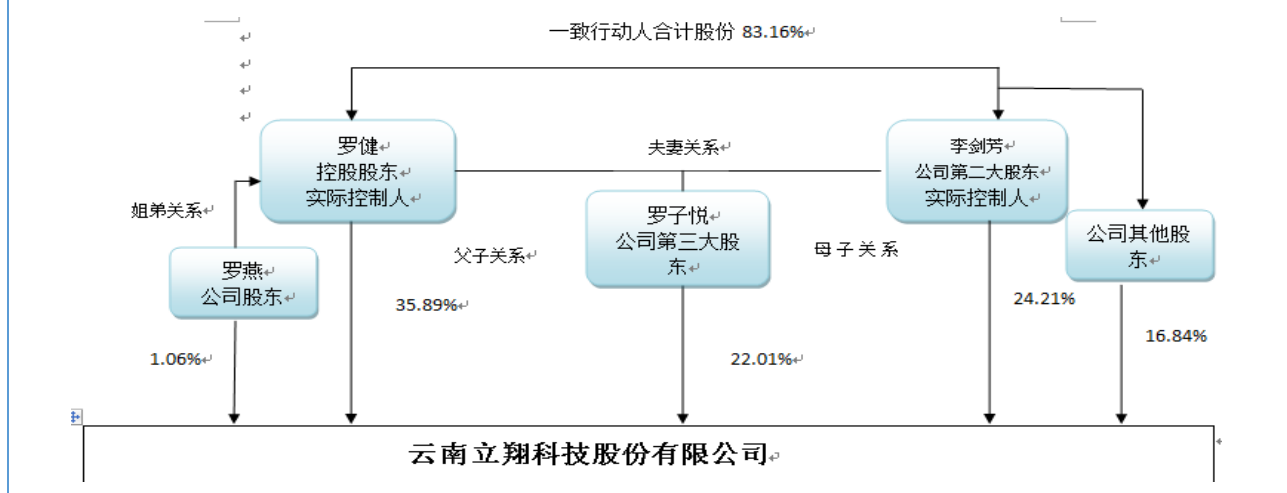 一致行动人合计股份 83.16%
罗健
控股股东
实际控制人
夫妻关系
李剑芳
公司第二大股东
实际控制人
姐弟关系
罗子悦
公司第三大股
东
公司其他股
东
父子关系
母子关系
罗燕
公司股东
35.89%
24.21%
16.84%
1.06%
22.01%
云南立翔科技股份有限公司